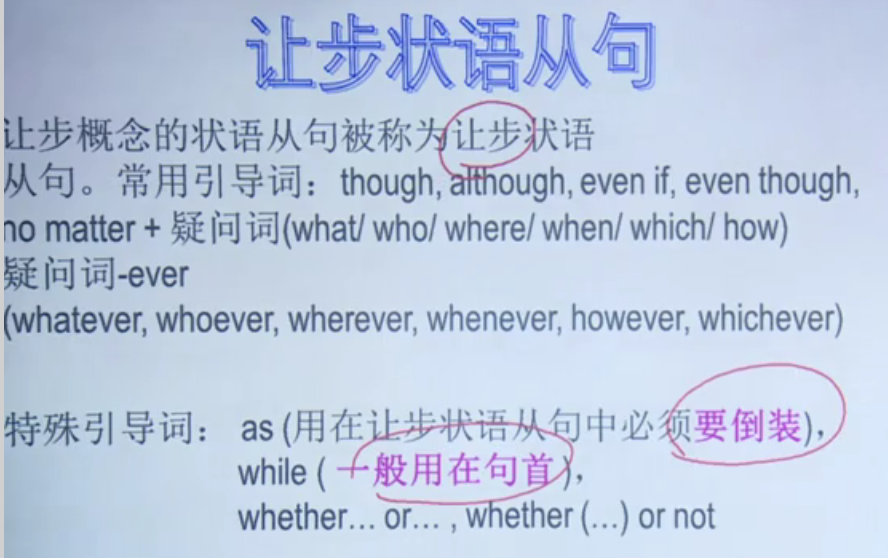 让步状语从句
让步概念的状语从句被称为让步状语
从句。常用引导词：though, although, even if, even though,
no matter + 疑问词(what/ who/ where/ when/ which/ how)
疑问词-ever
(whatever, whoever, wherever, whenever, however, whichever)
特殊引导词： as (用在让步状语从句中必须要倒装),
while ( 一般用在句首),
whether… or… , whether (…) or not